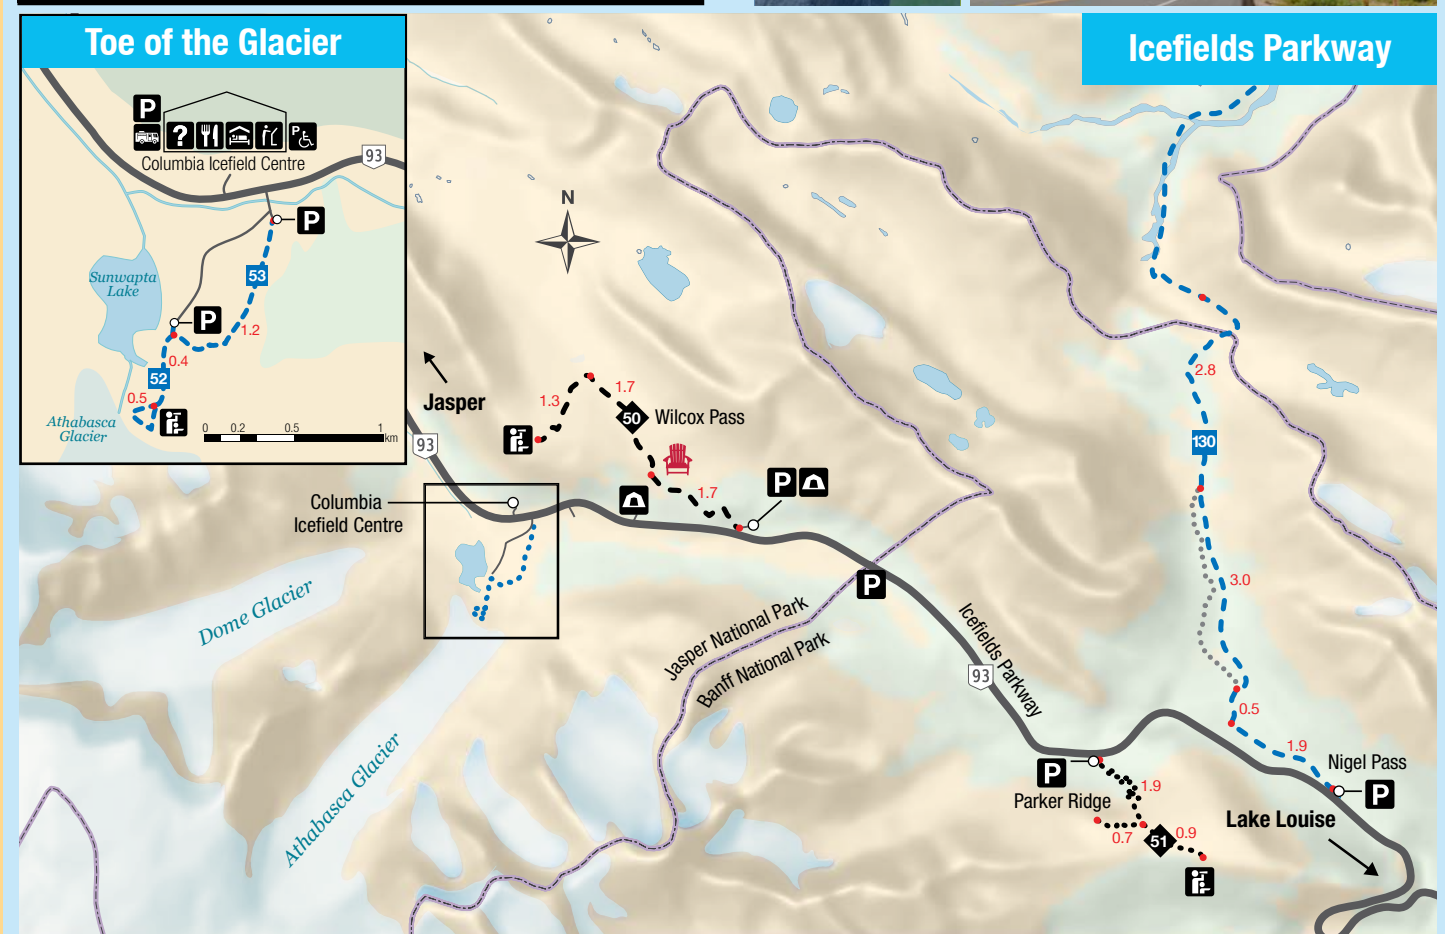 Toe of the Glacier
Icefields Parkway
P
?
P
Columbia Icefield Centre
93
P
53
Sunwapta
Lake
P
1.2
0.4
52
0.5
Athabasca
Glacier
0
0.2
0.5
1
km
N
Jasper
93
1.3
1.7
50
Wilcox Pass
1.7
P
Columbia
Icefield Centre
Dome Glacier
Athabasca Glacier
Jasper National Park
Banff National Park
P
Icefields Parkway
93
2.8
130
3.0
0.5
1.9
Nigel Pass
P
P
Parker Ridge
1.9
0.7
51
0.9
Lake Louise